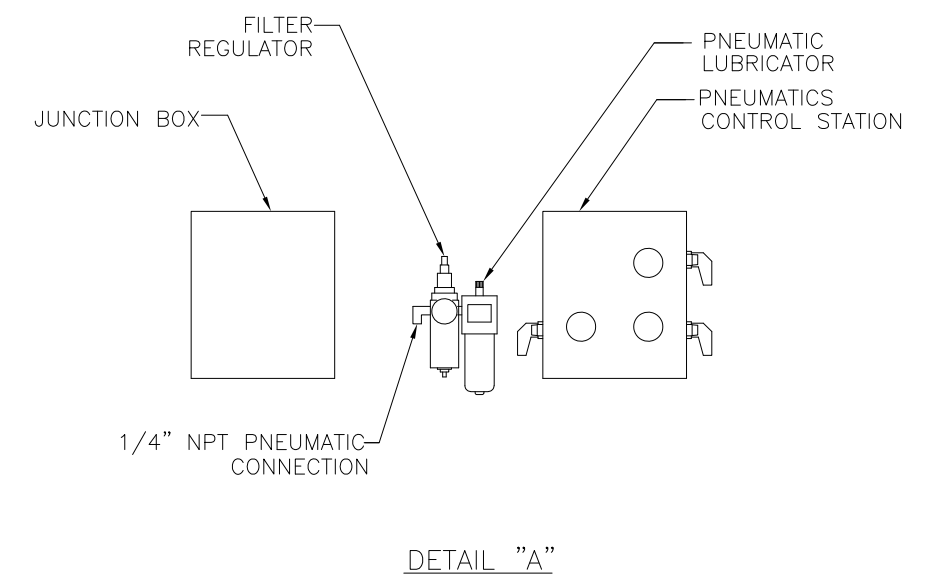 FILTER
REGULATOR
PNEUMATIC
LUBRICATOR
JUNCTION BOX
PNEUMATICS
CONTROL STATION
1/4” NPT PNEUMATIC
CONNECTION
DETAIL ”A”